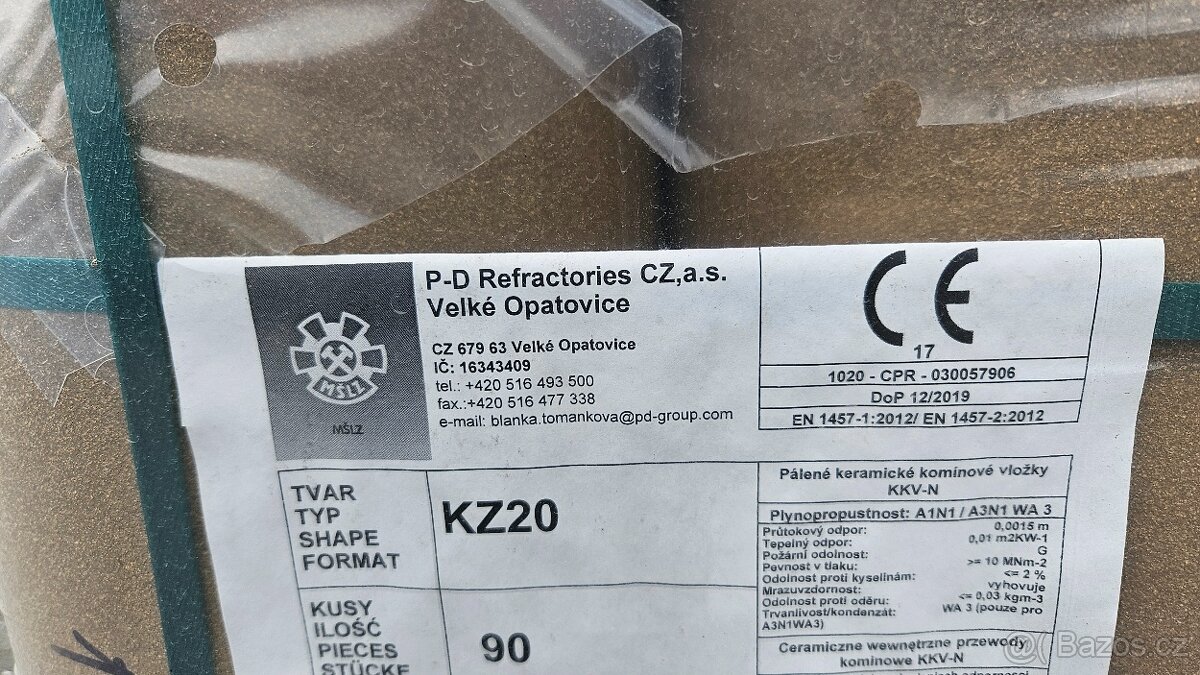 P-D Refractories CZ,a.s.
Velké Opatovice
CZ 679 63 Velké Opatovice
IČ: 16343409
tel.: +420 516 493 500
fax.:+420 516 477 338
e-mail: blanka.tomankova@pd-group.com
MŠLZ
MŠLZ
CE
17
1020 - CPR - 030057906
DoP 12/2019
EN 1457-1:2012/ EN 1457-2:2012
TVAR
TYP
SHAPE
FORMAT
KZ20
KUSY
ILOŚĆ
PIECES
STÜCKE
90
Pálené keramické komínové vložky
KKV-N
Plynopropustnost: A1N1 / A3N1 WA 3
Průtokový odpor: 0,0015 m
Tepelný odpor: 0,01 m2KW-1
Požární odolnost: G
Pevnost v tlaku: >= 10 MNm-2
Odolnost proti kyselinám: <= 2 %
Mrazuvzdornost: vyhovuje
Odolnost proti oděru: <= 0,03 kgm-3
Trvanlivost/kondenzát: WA 3 (pouze pro
A3N1WA3)
Ceramiczne wewnętrzne przewody
kominowe KKV-N
Bazos.cz